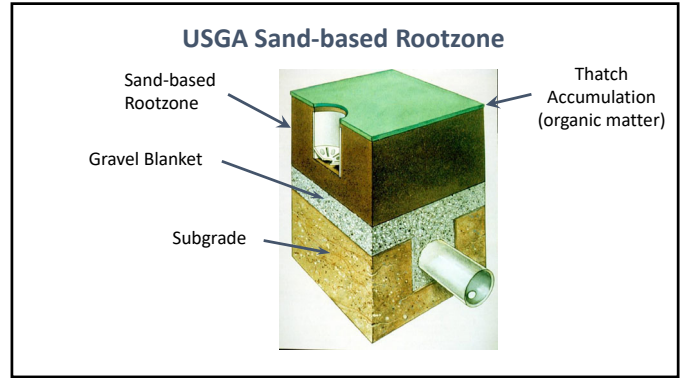 USGA Sand-based Rootzone
Sand-based
Rootzone
Thatch
Accumulation
(organic matter)
Gravel Blanket
Subgrade